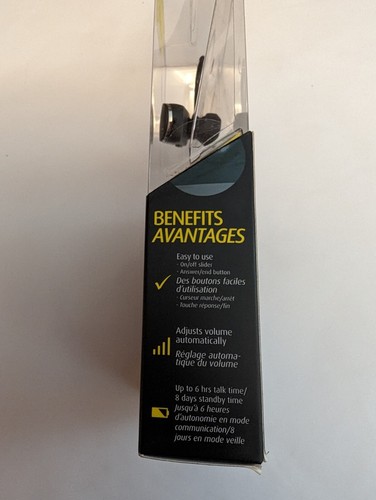 BENEFITS
AVANTAGES
Easy to use
- On/off slider
- Answer/end button
Des boutons faciles
d'utilisation
- Curseur marche/arrêt
- Touche réponse/fin
Adjusts volume
automatically
Réglage automa-
tique du volume
Up to 6 hrs talk time/
8 days standby time
Jusqu'à 6 heures
d'autonomie en mode
communication/8
jours en mode veille